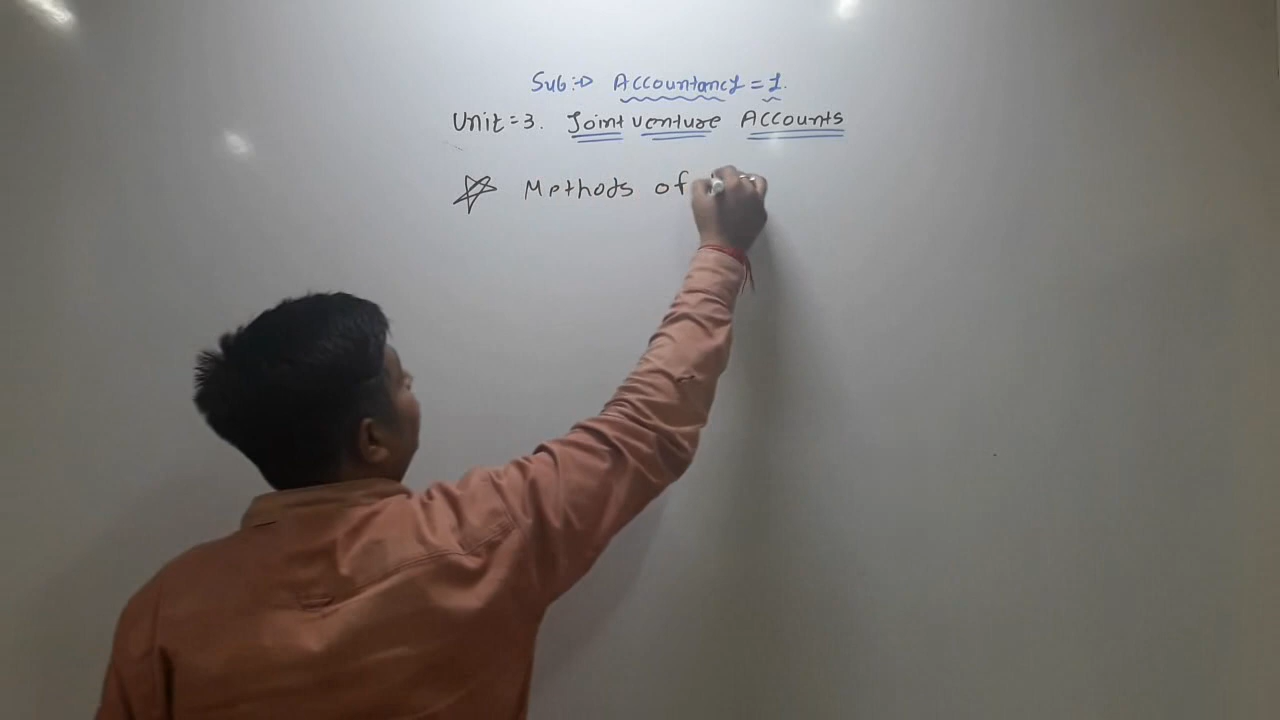 Sub:→ Accountancy = 1.
Unit = 3. Joint venture Accounts
Methods of